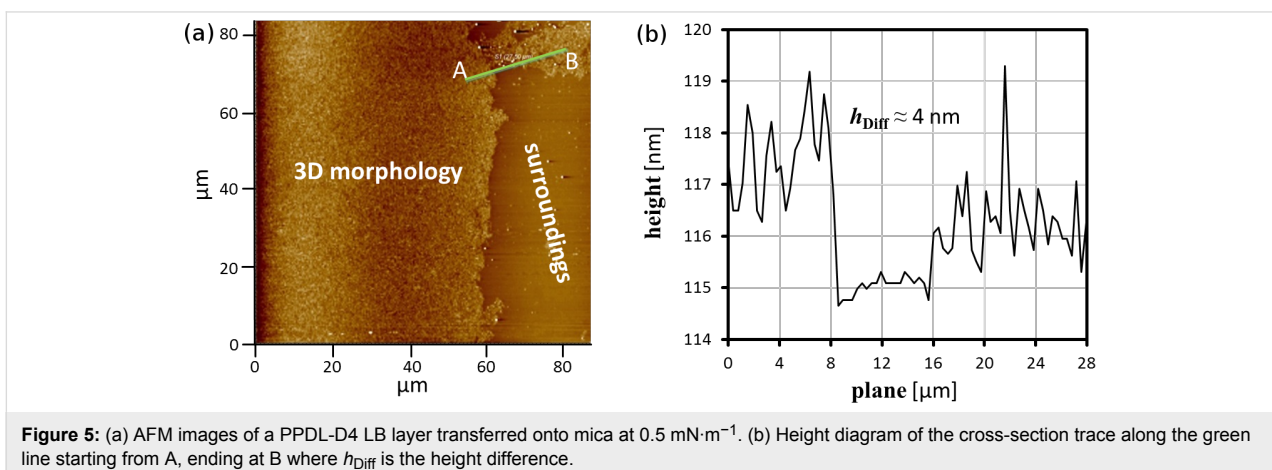 (a)
80
60
40
20
0
μm
0
20
40
60
80
μm
A
B
3D morphology
surroundings
(b)
120
119
118
117
116
115
114
height [nm]
hDiff ≈ 4 nm
0
4
8
12
16
20
24
28
plane [μm]
Figure 5: (a) AFM images of a PPDL-D4 LB layer transferred onto mica at 0.5 mN·m−1. (b) Height diagram of the cross-section trace along the green
line starting from A, ending at B where hDiff is the height difference.